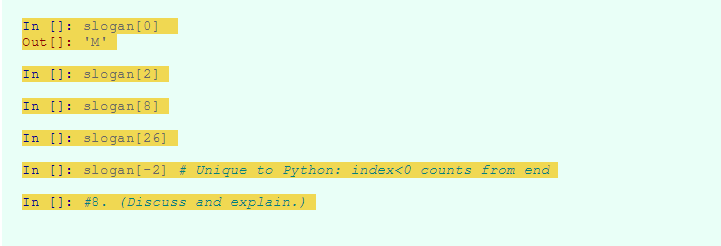 In []: slogan[0]
Out[]: 'M'
In []: slogan[2]
In []: slogan[8]
In []: slogan[26]
In []: slogan[-2] # Unique to Python: index<0 counts from end
In []: #8. (Discuss and explain.)